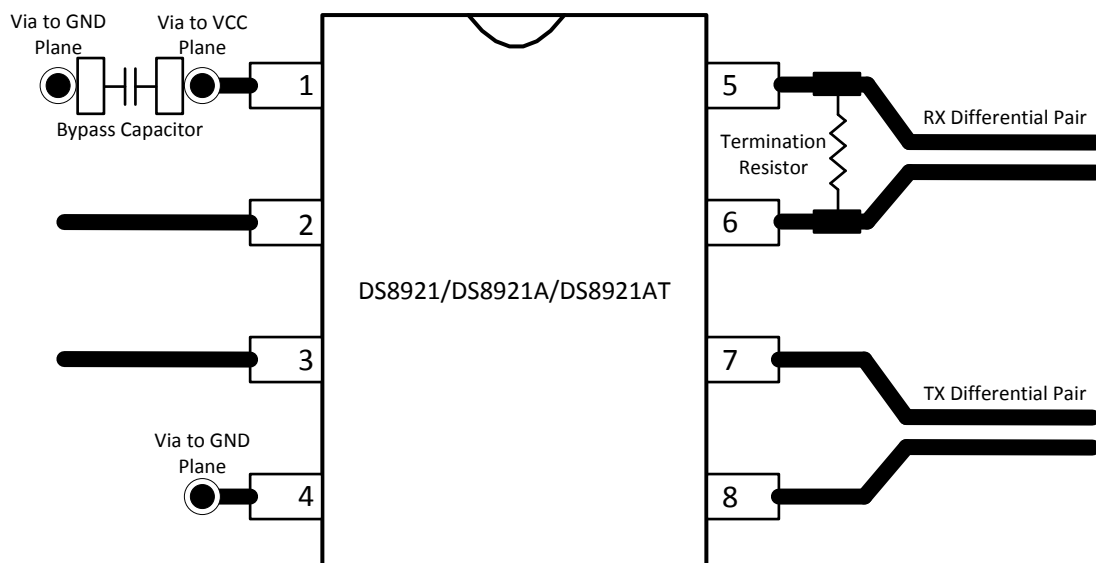 Via to GND
Plane
Via to VCC
Plane
Bypass Capacitor
1
2
3
4
Via to GND
Plane
DS8921/DS8921A/DS8921AT
5
6
7
8
Termination
Resistor
RX Differential Pair
TX Differential Pair